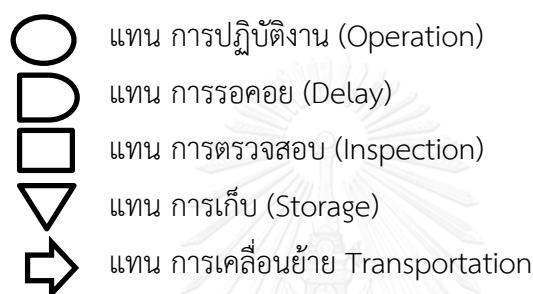 แทน การปฏิบัติงาน (Operation)
แทน การรอคอย (Delay)
แทน การตรวจสอบ (Inspection)
แทน การเก็บ (Storage)
แทน การเคลื่อนย้าย Transportation